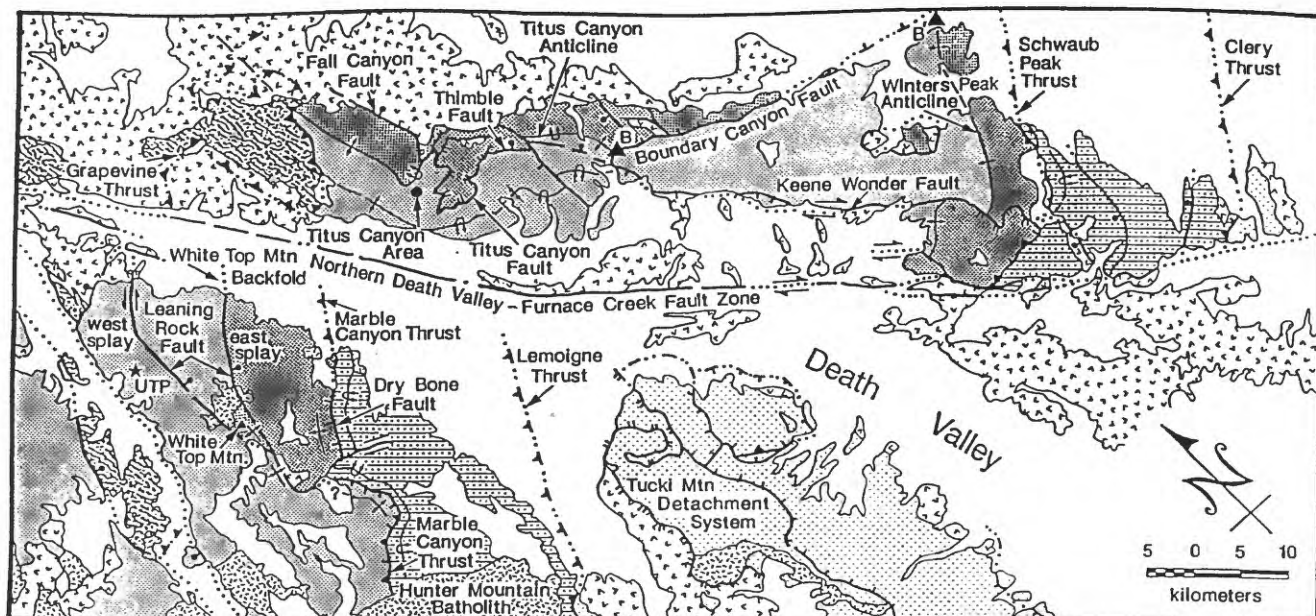 Titus Canyon
Anticline
Fall Canyon
Fault
Thimble
Fault
B
Boundary Canyon Fault
B
Winters Peak
Anticline
Schwaub
Peak
Thrust
Clery
Thrust
Grapevine
Thrust
Keene Wonder Fault
Titus Canyon
Area
Titus Canyon
Fault
White Top Mtn
Backfold
Northern Death Valley - Furnace Creek Fault Zone
west
splay
Leaning
Rock
Fault
east
splay
UTP
White
Top Mtn.
Marble
Canyon Thrust
Dry Bone
Fault
Lemoigne
Thrust
Death
Valley
?
Marble
Canyon
Thrust
Hunter Mountain
Batholith
Tucki Mtn
Detachment
System
N
5 0 5 10
kilometers